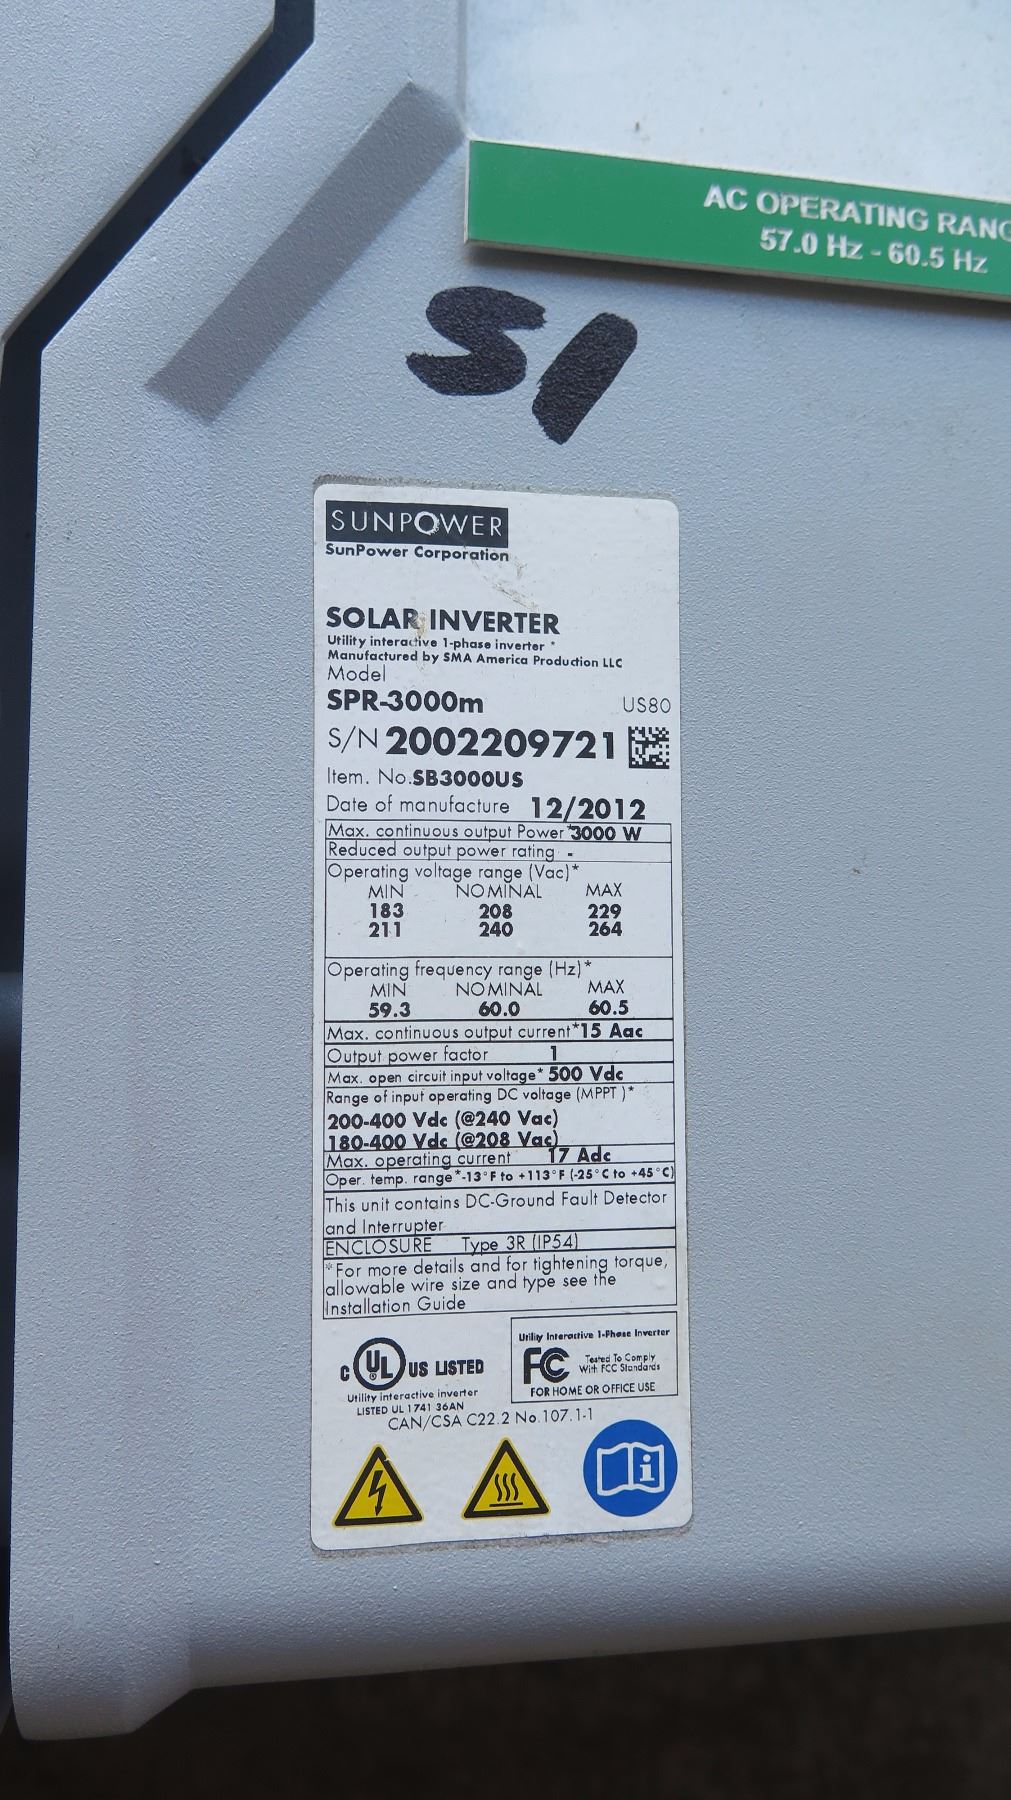 AC OPERATING RANG
57.0 Hz - 60.5 Hz
S1
SUNPOWER
SunPower Corporation
SOLAR INVERTER
Utility interactive 1-phase inverter *
Manufactured by SMA America Production LLC
Model
SPR-3000m US80
S/N 2002209721
Item. No.SB3000US
Date of manufacture 12/2012
Max. continuous output Power*3000 W
Reduced output power rating -
Operating voltage range (Vac)*
MIN NOMINAL MAX
183 208 229
211 240 264
Operating frequency range (Hz)*
MIN NOMINAL MAX
59.3 60.0 60.5
Max. continuous output current*15 Aac
Output power factor 1
Max. open circuit input voltage* 500 Vdc
Range of input operating DC voltage (MPPT )*
200-400 Vdc (@240 Vac)
180-400 Vdc (@208 Vac)
Max. operating current 17 Adc
Oper. temp. range*-13°F to +113°F (-25°C to +45°C)
This unit contains DC-Ground Fault Detector
and Interrupter
ENCLOSURE Type 3R (IP54)
*For more details and for tightening torque,
allowable wire size and type see the
Installation Guide
C UL US LISTED
Utility interactive inverter
LISTED UL 1741 36AN
CAN/CSA C22.2 No.107.1-1
Utility Interactive 1-Phase Inverter
FC Tested To Comply
With FCC Standards
FOR HOME OR OFFICE USE